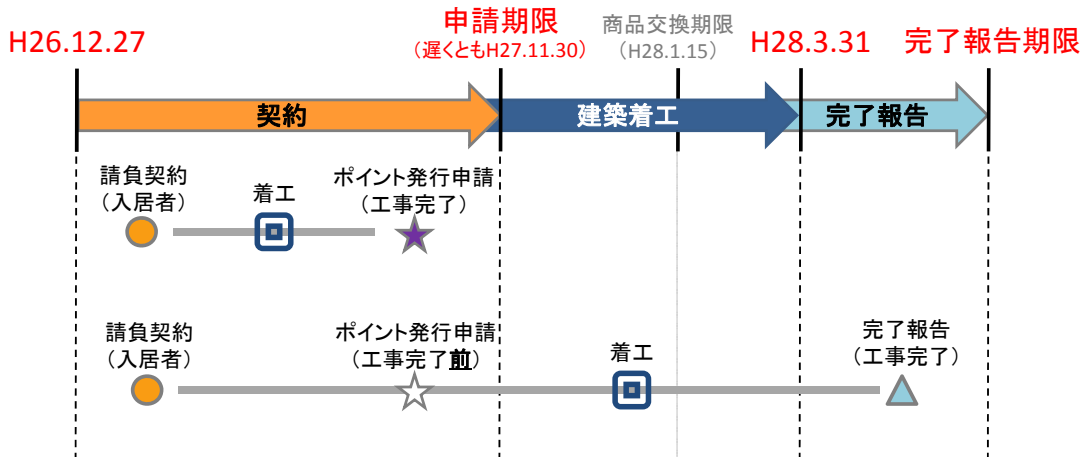 H26.12.27
申請期限
（遅くともH27.11.30）
商品交換期限
（H28.1.15）
H28.3.31
完了報告期限
契約
建築着工
完了報告
請負契約
（入居者）
着工
ポイント発行申請
（工事完了）
請負契約
（入居者）
ポイント発行申請
（工事完了前）
着工
完了報告
（工事完了）